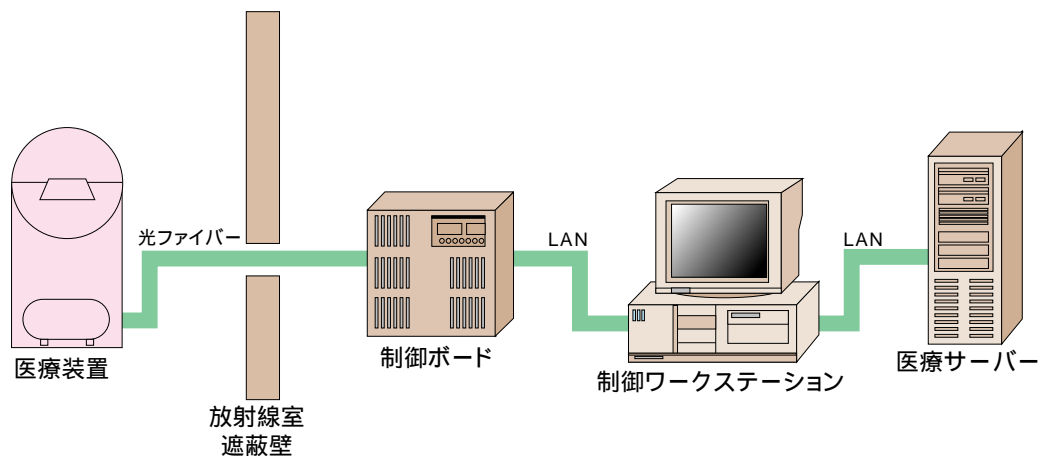 光ファイバー
LAN
LAN
医療装置
制御ボード
制御ワークステーション
医療サーバー
放射線室
遮蔽壁